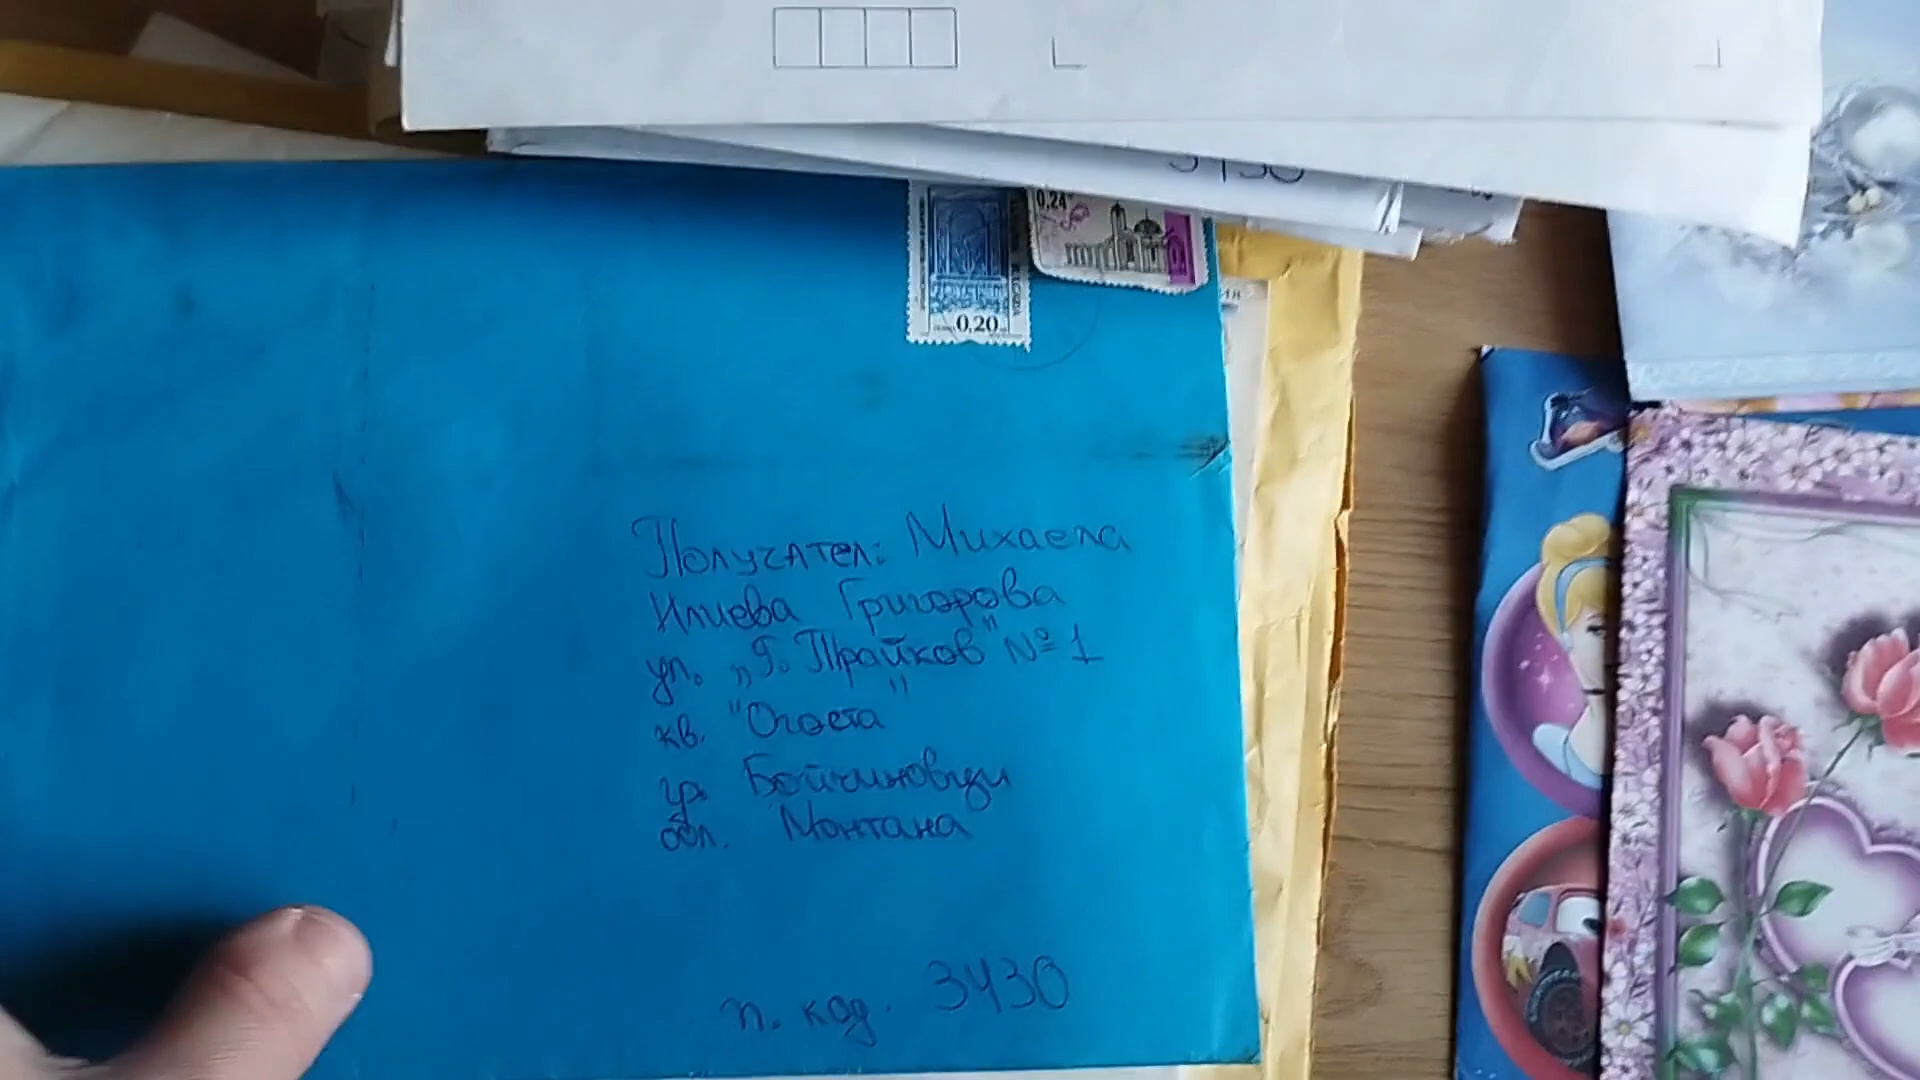 3430
0.24
0,20
Получател: Михаела
Илиева Григорова
ул. „Г. Трайков" № 1
кв. "Огоста"
гр. Бойчиновци
обл. Монтана
п. код. 3430